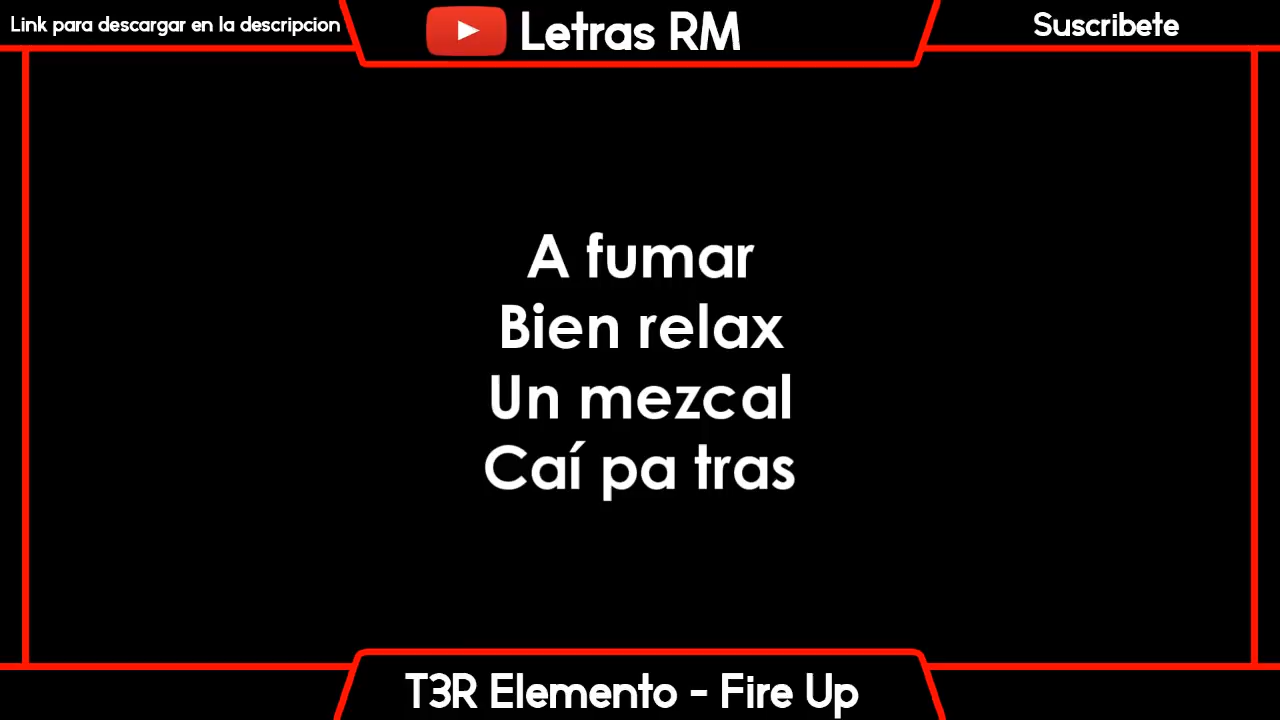 Link para descargar en la descripcion
Letras RM
Suscribete
A fumar
Bien relax
Un mezcal
Caí pa tras
T3R Elemento - Fire Up